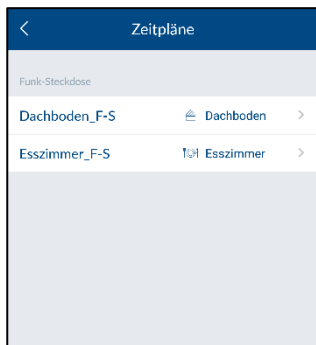 Zeitpläne
Funk-Steckdose
Dachboden_F-S Dachboden
Esszimmer_F-S Esszimmer